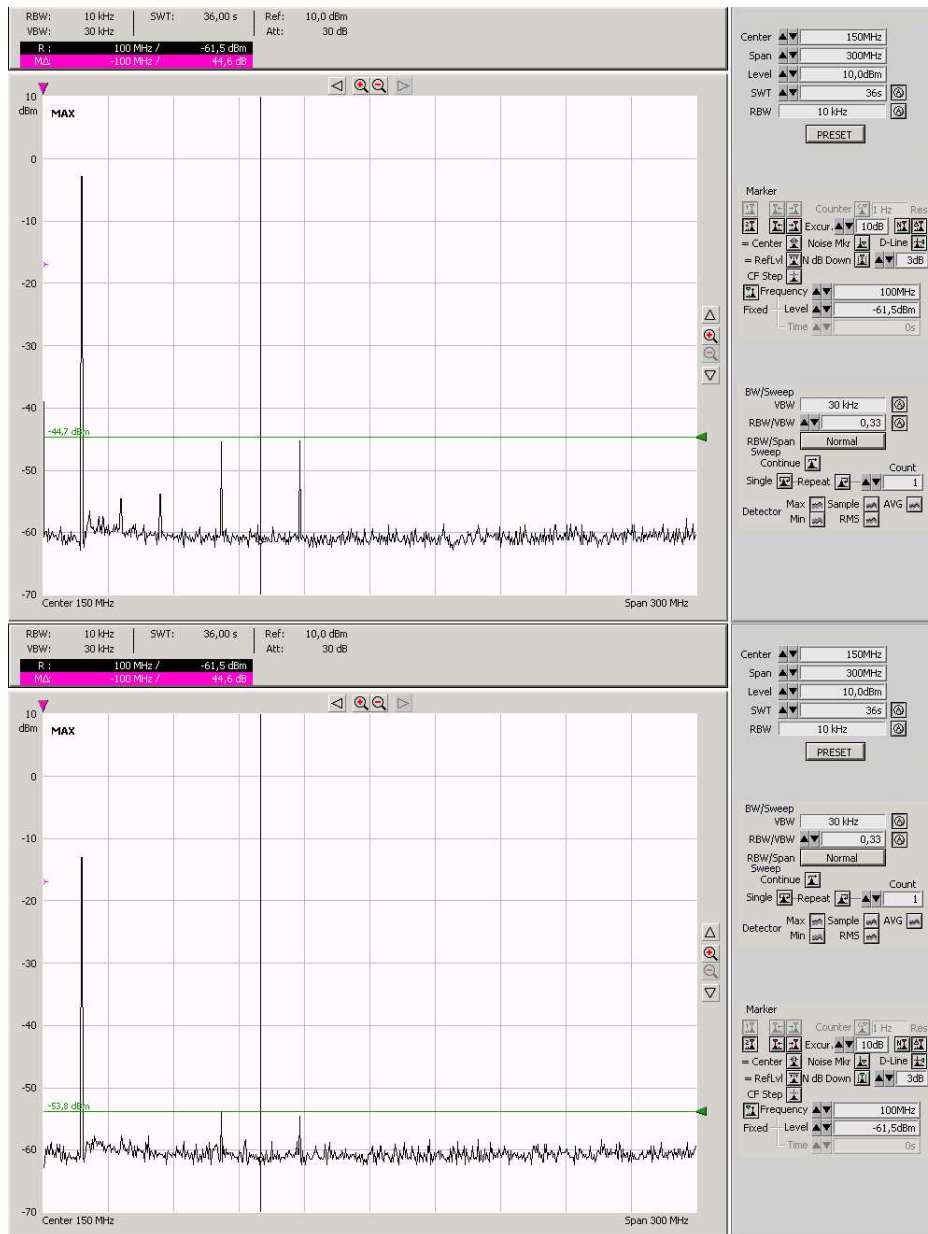 RBW: 10 kHz SWT: 36,00 s Ref: 10,0 dBm
VBW: 30 kHz Att: 30 dB
R : 100 MHz / -61,5 dBm
MΔ: -100 MHz / 44,6 dB
10
dBm
MAX
0
-10
-20
-30
-40
-44,7 dBm
-50
-60
-70
Center 150 MHz Span 300 MHz
Center 150MHz
Span 300MHz
Level 10,0dBm
SWT 36s
RBW 10 kHz
PRESET
Marker
Counter 1 Hz Res
Excur. 10dB
= Center Noise Mkr D-Line
= RefLvl N dB Down 3dB
CF Step
Frequency 100MHz
Fixed Level -61,5dBm
Time 0s
BW/Sweep
VBW 30 kHz
RBW/VBW 0,33
RBW/Span Normal
Sweep
Continue Count
Single Repeat 1
Detector Max Sample AVG
Min RMS
RBW: 10 kHz SWT: 36,00 s Ref: 10,0 dBm
VBW: 30 kHz Att: 30 dB
R : 100 MHz / -61,5 dBm
MΔ: -100 MHz / 44,6 dB
10
dBm
MAX
0
-10
-20
-30
-40
-50
-53,8 dBm
-60
-70
Center 150 MHz Span 300 MHz
Center 150MHz
Span 300MHz
Level 10,0dBm
SWT 36s
RBW 10 kHz
PRESET
BW/Sweep
VBW 30 kHz
RBW/VBW 0,33
RBW/Span Normal
Sweep
Continue Count
Single Repeat 1
Detector Max Sample AVG
Min RMS
Marker
Counter 1 Hz Res
Excur. 10dB
= Center Noise Mkr D-Line
= RefLvl N dB Down 3dB
CF Step
Frequency 100MHz
Fixed Level -61,5dBm
Time 0s